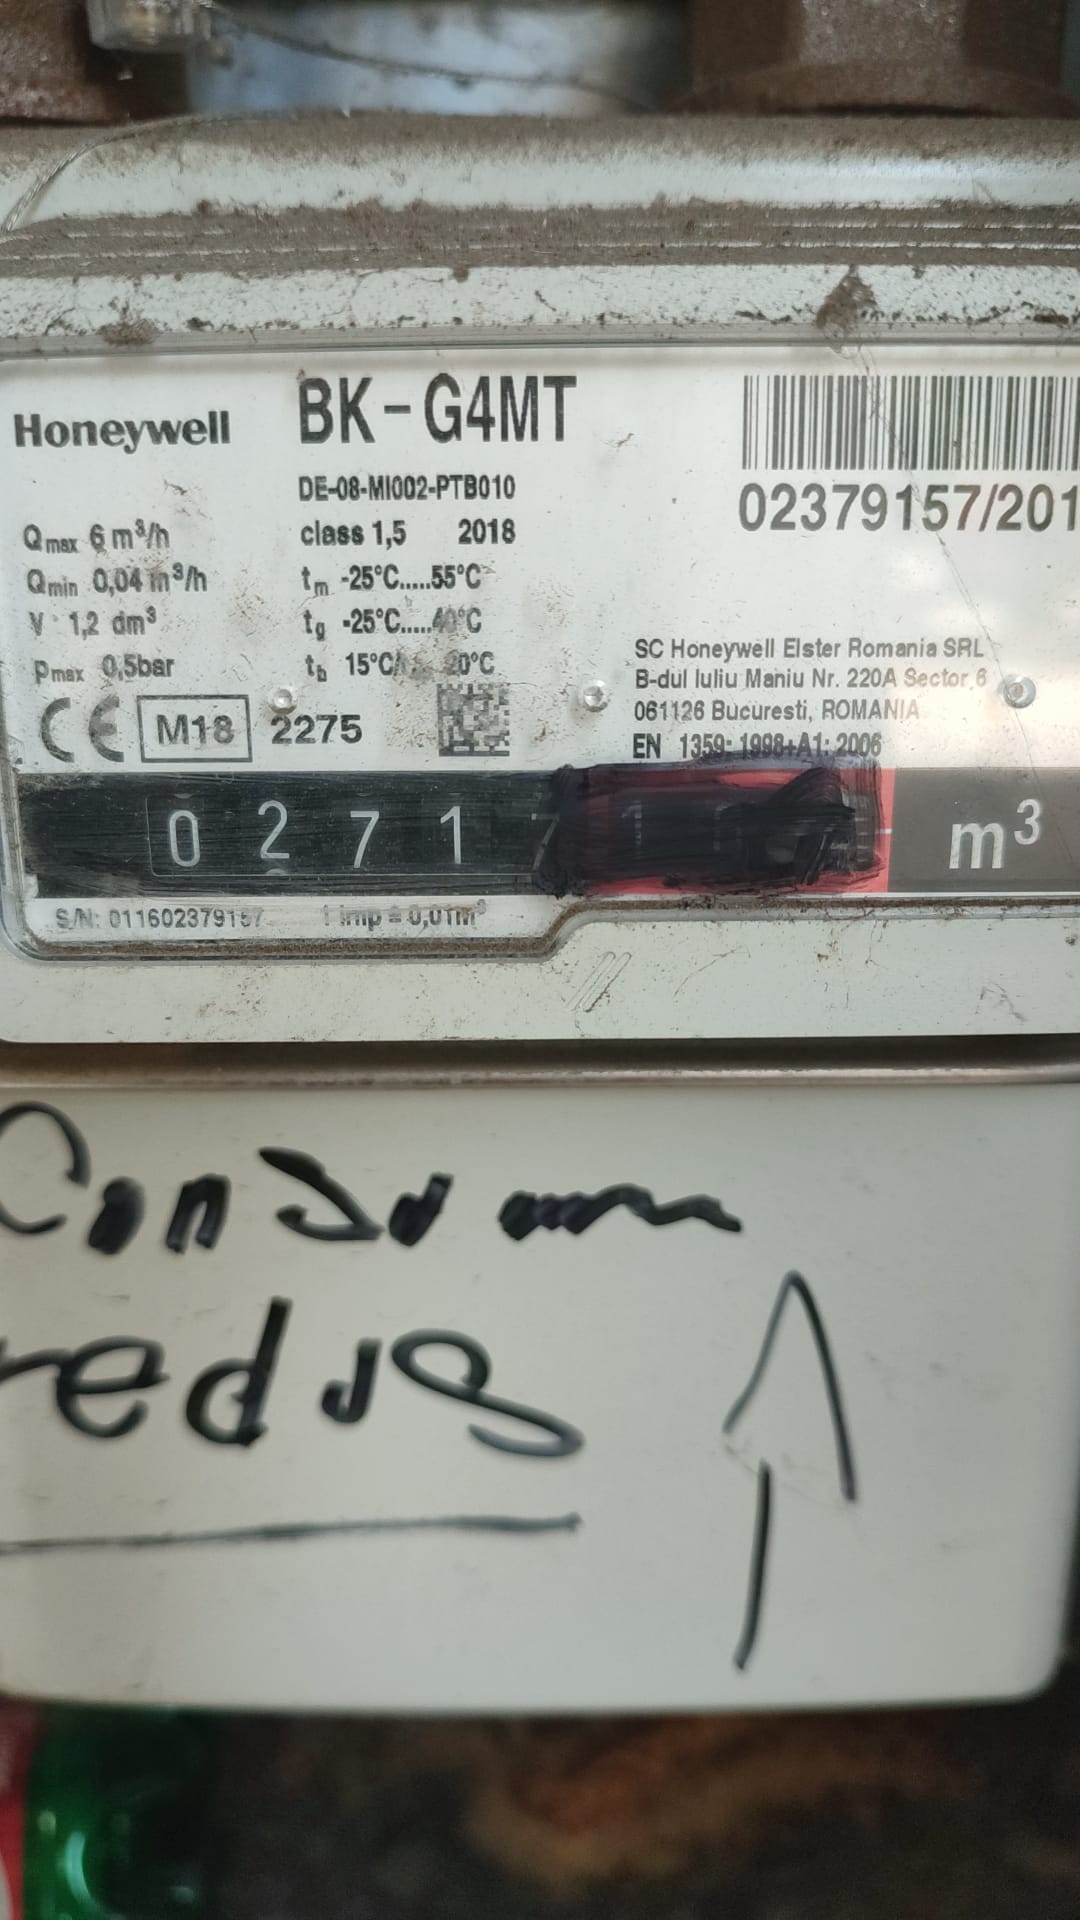 Honeywell
BK-G4MT
DE-08-MI002-PTB010
class 1,5 2018
Qmax 6 m³/h
Qmin 0,04 m³/h
V 1,2 dm³
pmax 0,5bar
tm -25°C.....55°C
tg -25°C.....40°C
tb 15°C/ 20°C
CE M18 2275
02379157/201
SC Honeywell Elster Romania SRL
B-dul Iuliu Maniu Nr. 220A Sector 6
061126 Bucuresti, ROMANIA
EN 1359: 1998+A1: 2006
0 2 7 1 m³
S/N: 011602379157 1 imp = 0,01m³
Consum
redus